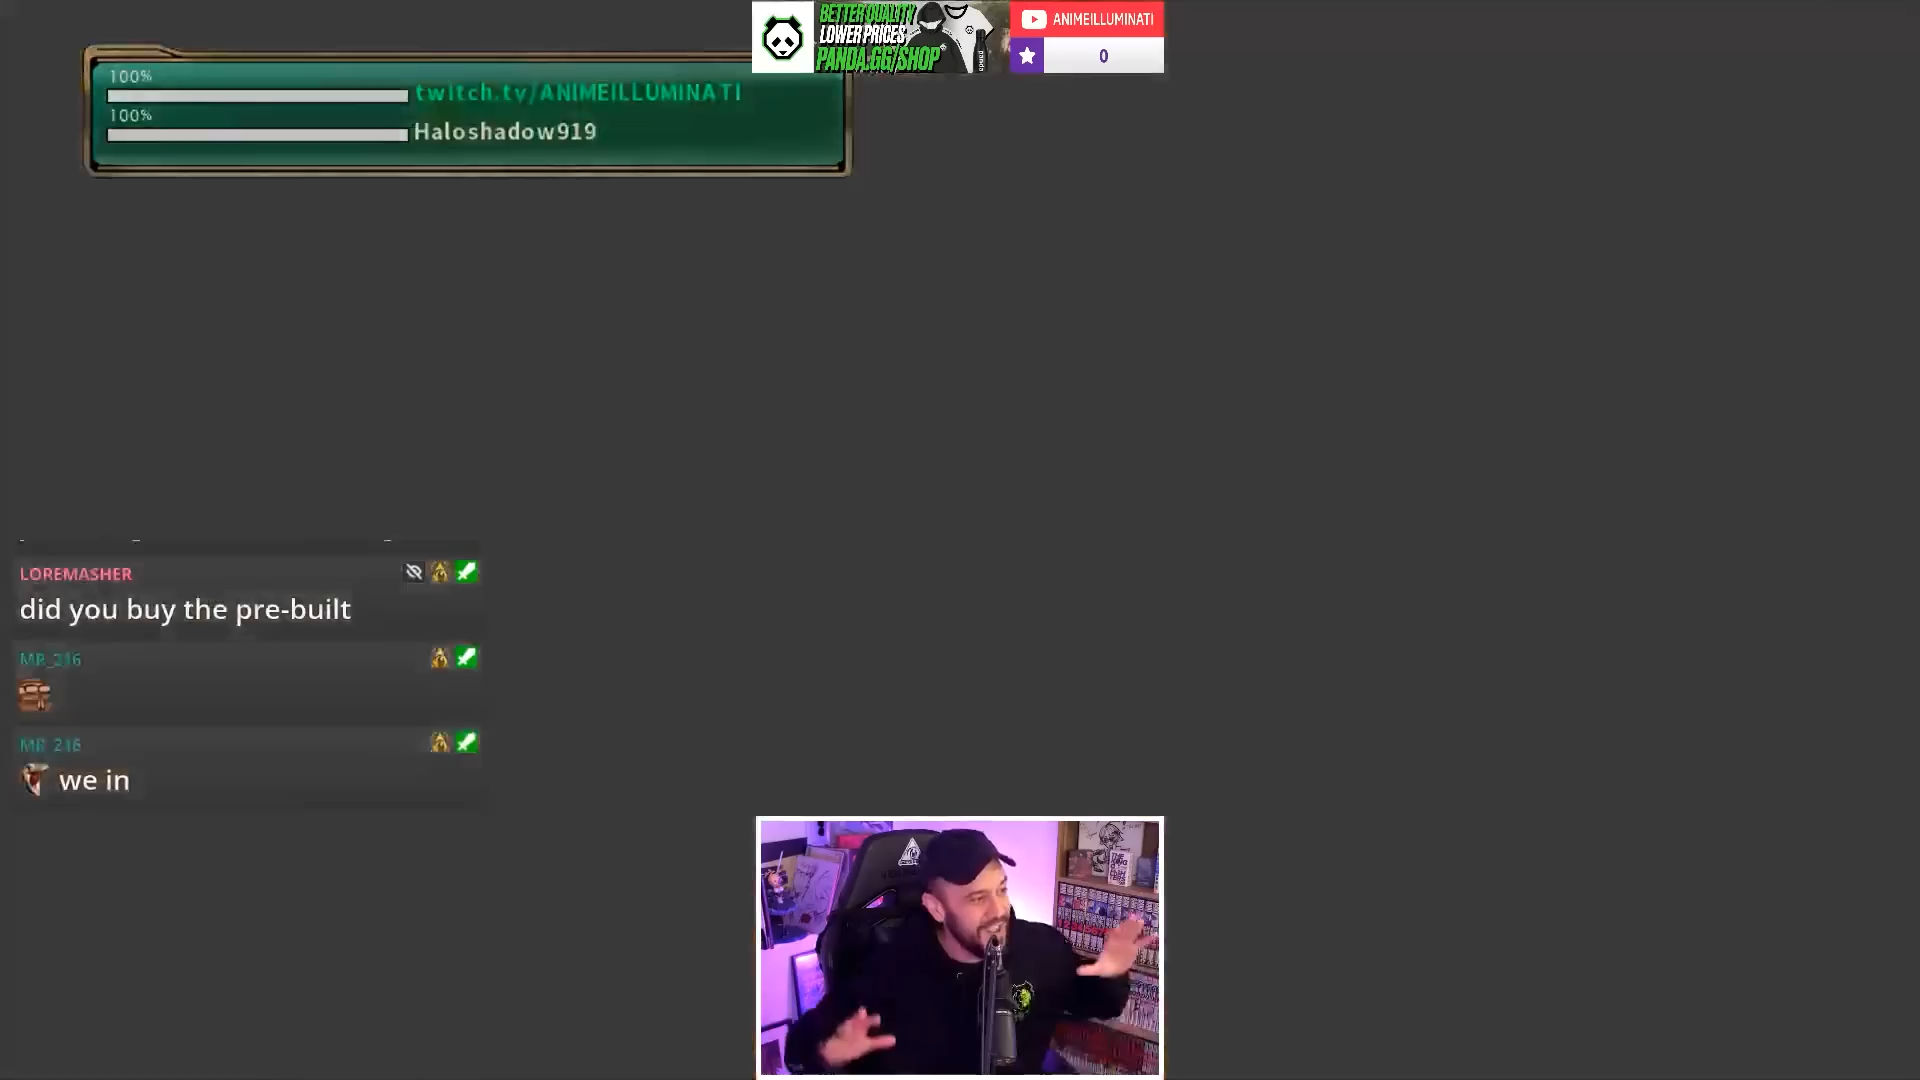 BETTER QUALITY
LOWER PRICES
PANDA.GG/SHOP
ANIMEILLUMINATI
0
100%
twitch.tv/ANIMEILLUMINATI
100%
Haloshadow919
LOREMASHER
did you buy the pre-built
MR_216
MR_216
we in